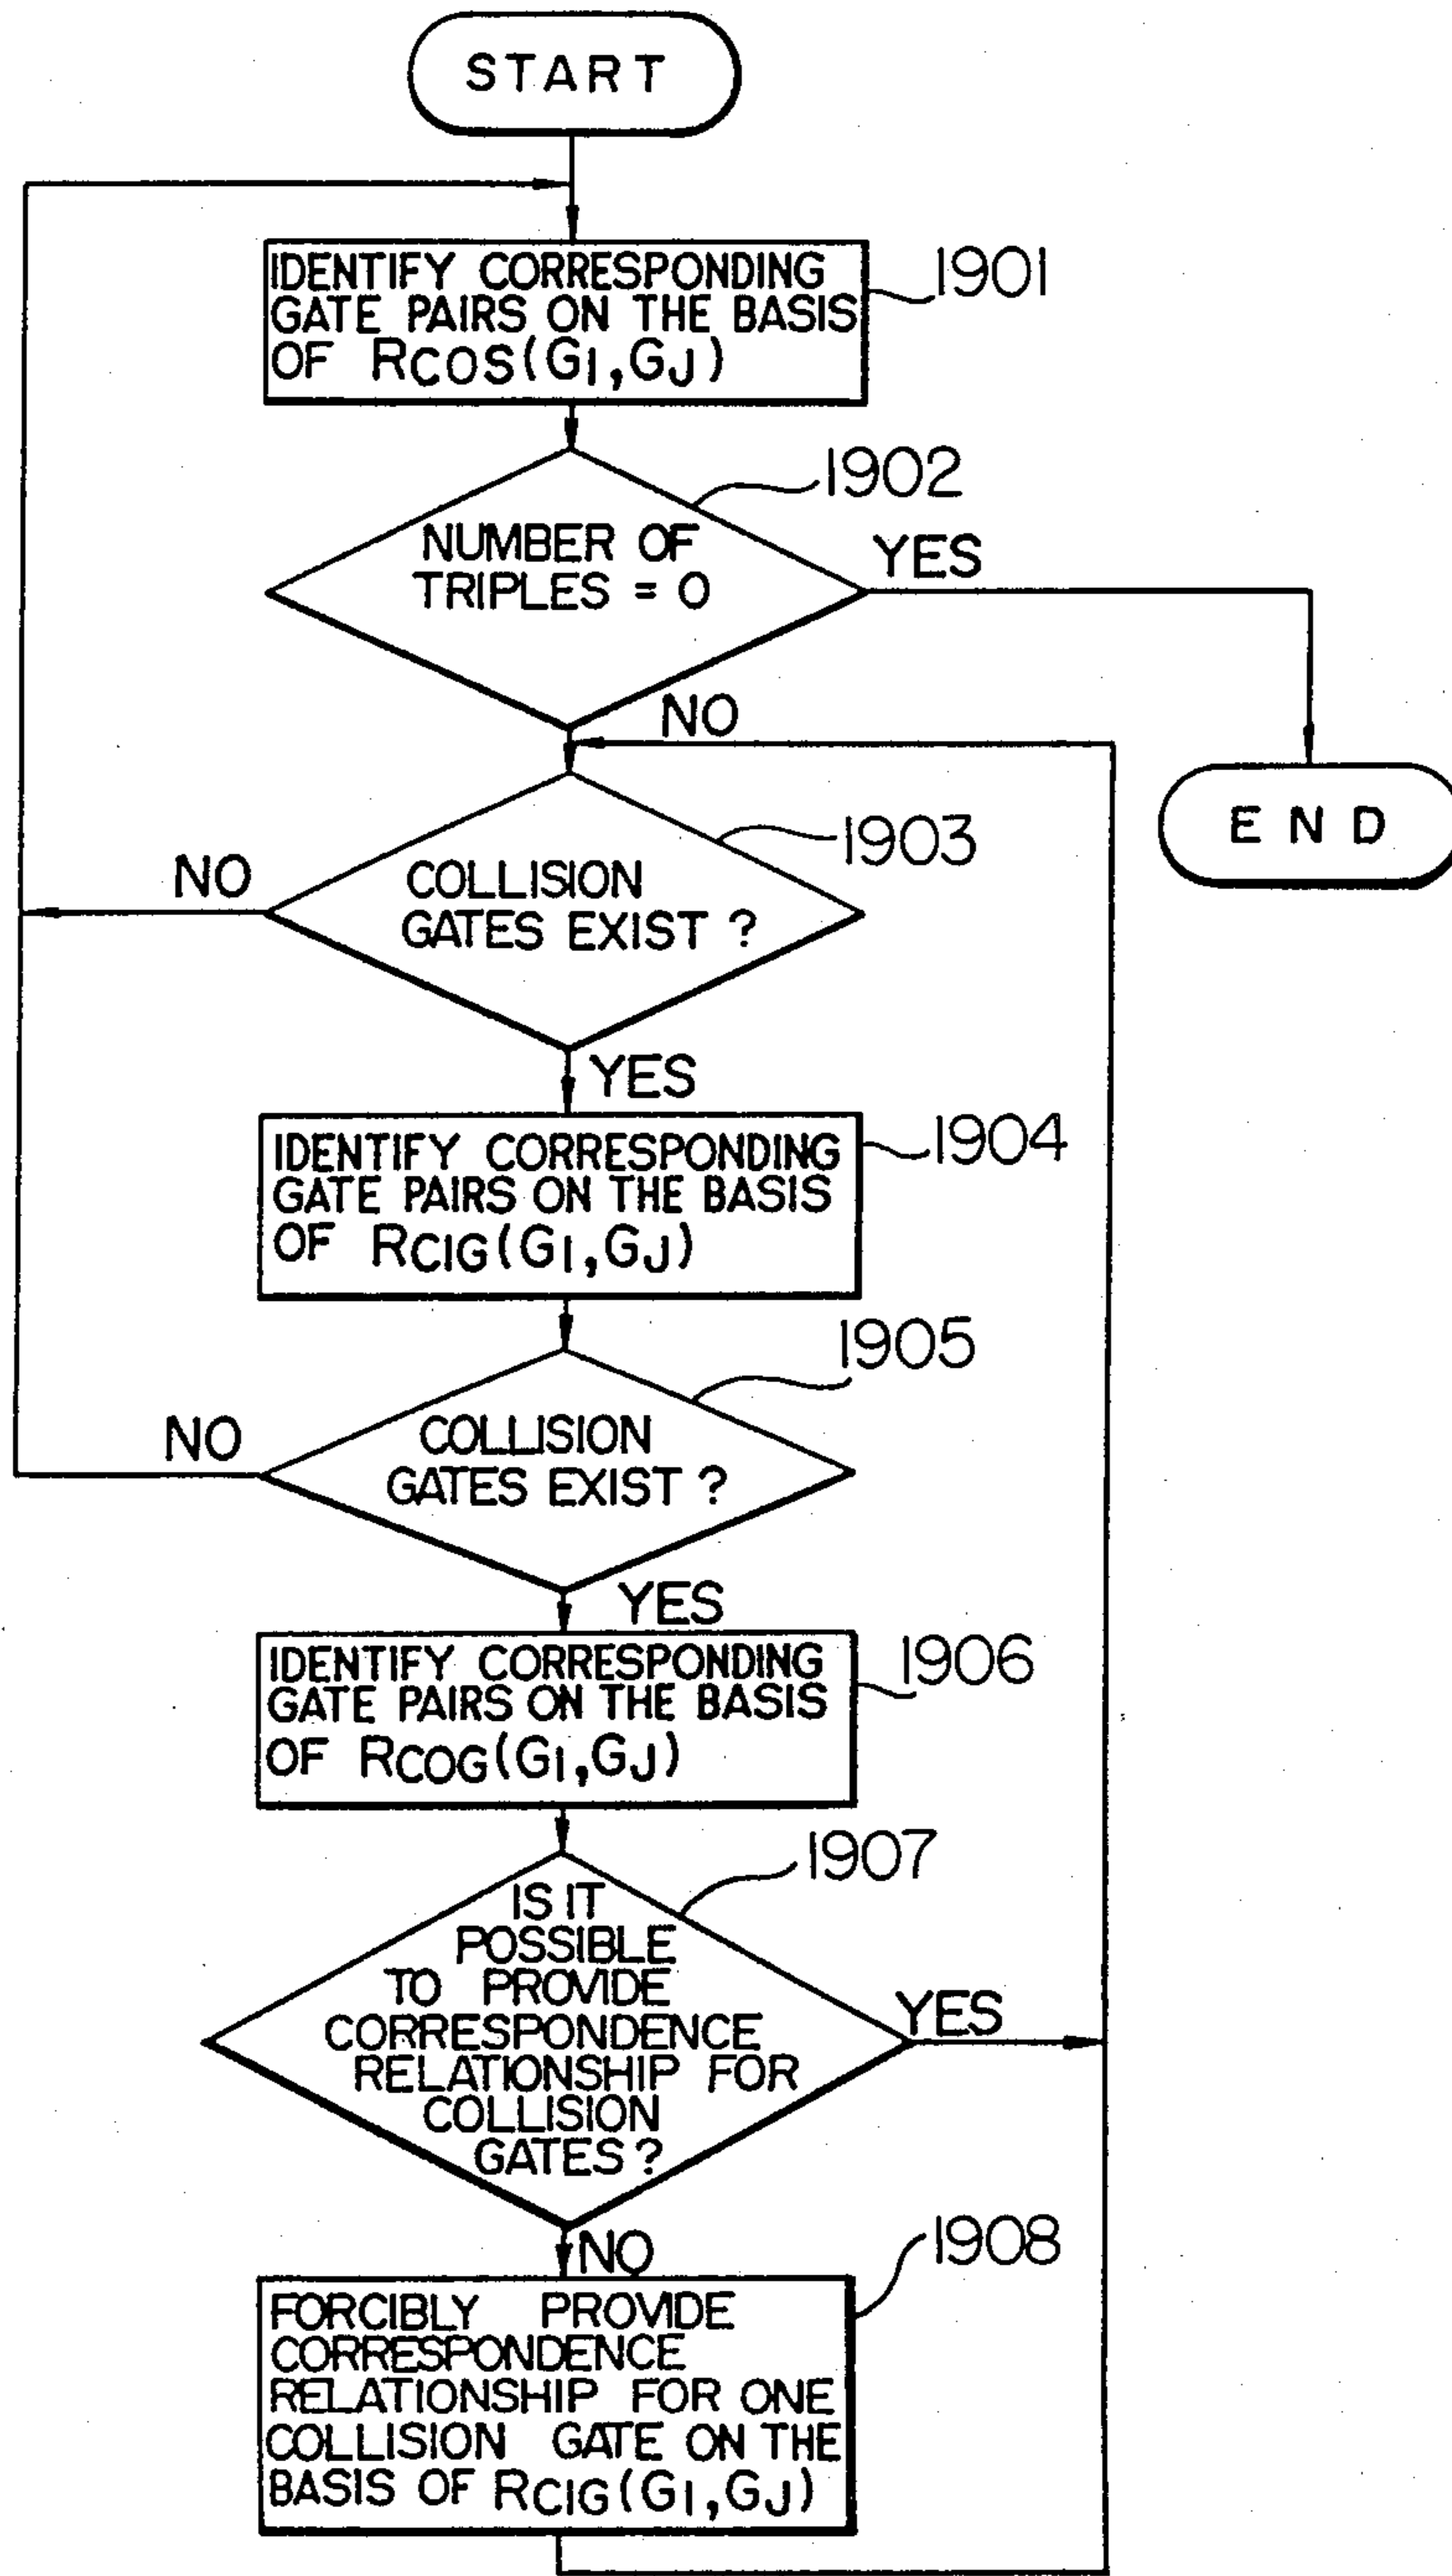 START
IDENTIFY CORRESPONDING
GATE PAIRS ON THE BASIS
OF RCOS(GI,GJ)
1901
1902
NUMBER OF
TRIPLES = 0
YES
NO
END
1903
COLLISION
GATES EXIST ?
NO
YES
IDENTIFY CORRESPONDING
GATE PAIRS ON THE BASIS
OF RCIG(GI,GJ)
1904
1905
COLLISION
GATES EXIST ?
NO
YES
IDENTIFY CORRESPONDING
GATE PAIRS ON THE BASIS
OF RCOG(GI,GJ)
1906
1907
IS IT
POSSIBLE
TO PROVIDE
CORRESPONDENCE
RELATIONSHIP FOR
COLLISION
GATES ?
YES
NO
1908
FORCIBLY PROVIDE
CORRESPONDENCE
RELATIONSHIP FOR ONE
COLLISION GATE ON THE
BASIS OF RCIG(GI,GJ)